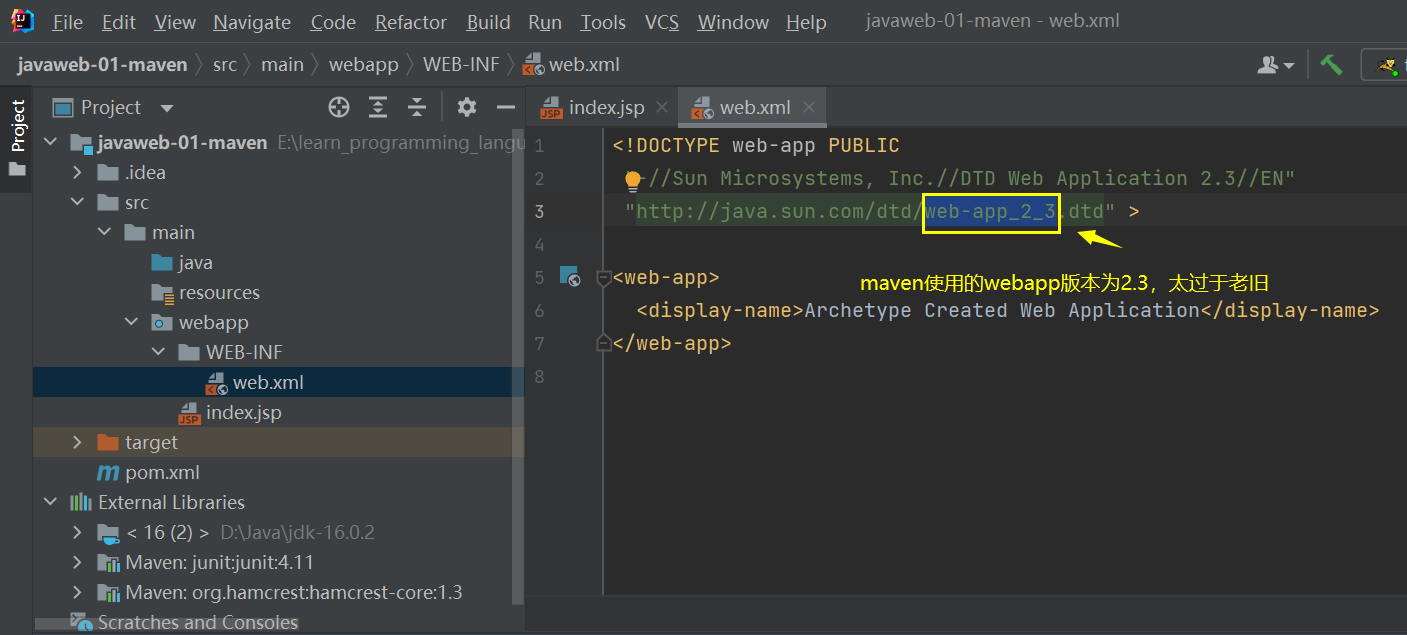 File Edit View Navigate Code Refactor Build Run Tools VCS Window Help javaweb-01-maven - web.xml
javaweb-01-maven src main webapp WEB-INF web.xml
Project
Project
index.jsp web.xml
javaweb-01-maven E:\learn_programming_langu
.idea
src
main
java
resources
webapp
WEB-INF
web.xml
index.jsp
target
pom.xml
External Libraries
< 16 (2) > D:\Java\jdk-16.0.2
Maven: junit:junit:4.11
Maven: org.hamcrest:hamcrest-core:1.3
Scratches and Consoles
1 <!DOCTYPE web-app PUBLIC
2 -//Sun Microsystems, Inc.//DTD Web Application 2.3//EN"
3 "http://java.sun.com/dtd/web-app_2_3.dtd" >
4
5 <web-app>
maven使用的webapp版本为2.3，太过于老旧
6 <display-name>Archetype Created Web Application</display-name>
7 </web-app>
8
JSP
JSP